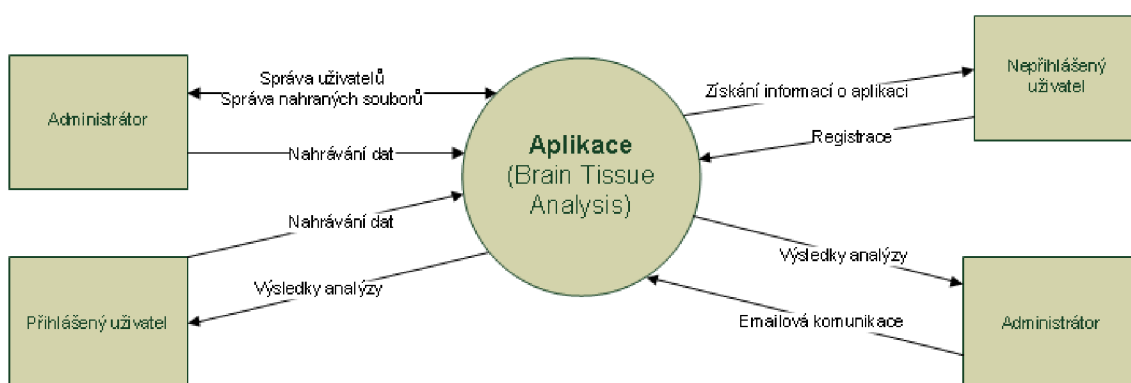 Administrátor
Správa uživatelů
Správa nahraných souborů
Nahrávání dat
Nahrávání dat
Výsledky analýzy
Přihlášený uživatel
Aplikace
(Brain Tissue
Analysis)
Získání informací o aplikaci
Registrace
Nepřihlášený
uživatel
Výsledky analýzy
Emailová komunikace
Administrátor